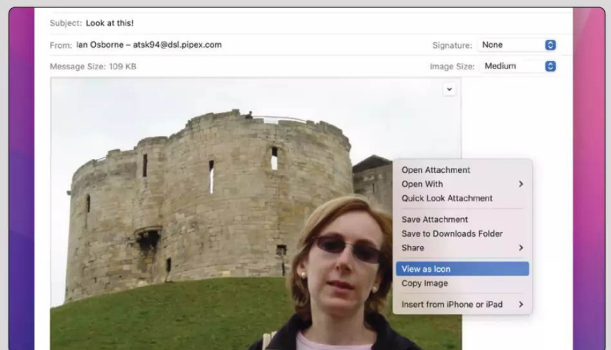 Subject: Look at this!
From: Ian Osborne – atsk94@dsl.pipex.com
Signature: None
Message Size: 109 KB
Image Size: Medium
Open Attachment
Open With
Quick Look Attachment
Save Attachment
Save to Downloads Folder
Share
View as Icon
Copy Image
Insert from iPhone or iPad